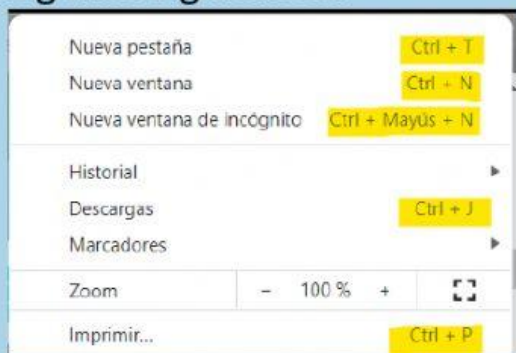 Nueva pestaña Ctrl + T
Nueva ventana Ctrl + N
Nueva ventana de incógnito Ctrl + Mayús + N
Historial
Descargas Ctrl + J
Marcadores
Zoom - 100 % +
Imprimir... Ctrl + P